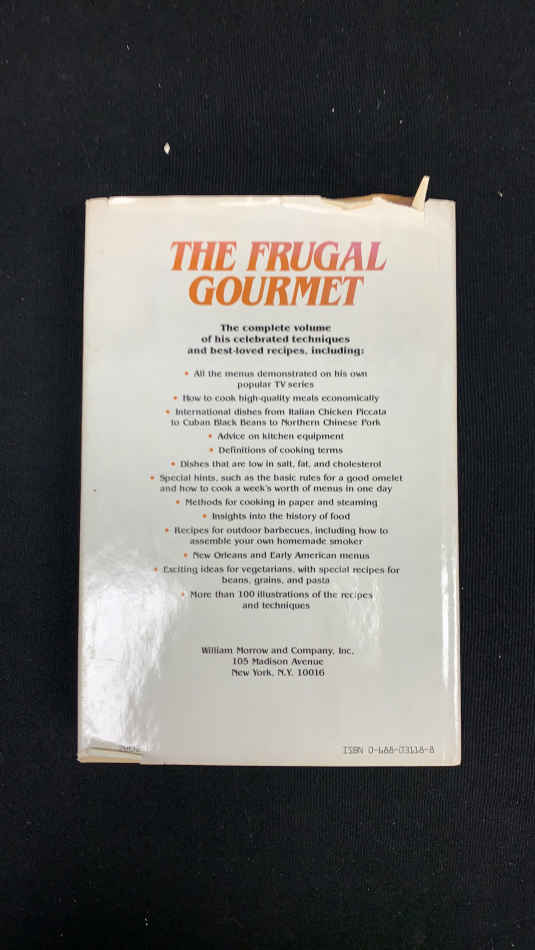 THE FRUGAL
GOURMET
The complete volume
of his celebrated techniques
and best-loved recipes, including:
• All the menus demonstrated on his own
popular TV series
• How to cook high-quality meals economically
• International dishes from Italian Chicken Piccata
to Cuban Black Beans to Northern Chinese Pork
• Advice on kitchen equipment
• Definitions of cooking terms
• Dishes that are low in salt, fat, and cholesterol
• Special hints, such as the basic rules for a good omelet
and how to cook a week's worth of menus in one day
• Methods for cooking in paper and steaming
• Insights into the history of food
• Recipes for outdoor barbecues, including how to
assemble your own homemade smoker
• New Orleans and Early American menus
• Exciting ideas for vegetarians, with special recipes for
beans, grains, and pasta
• More than 100 illustrations of the recipes
and techniques
William Morrow and Company, Inc.
105 Madison Avenue
New York, N.Y. 10016
ISBN 0-688-03118-8